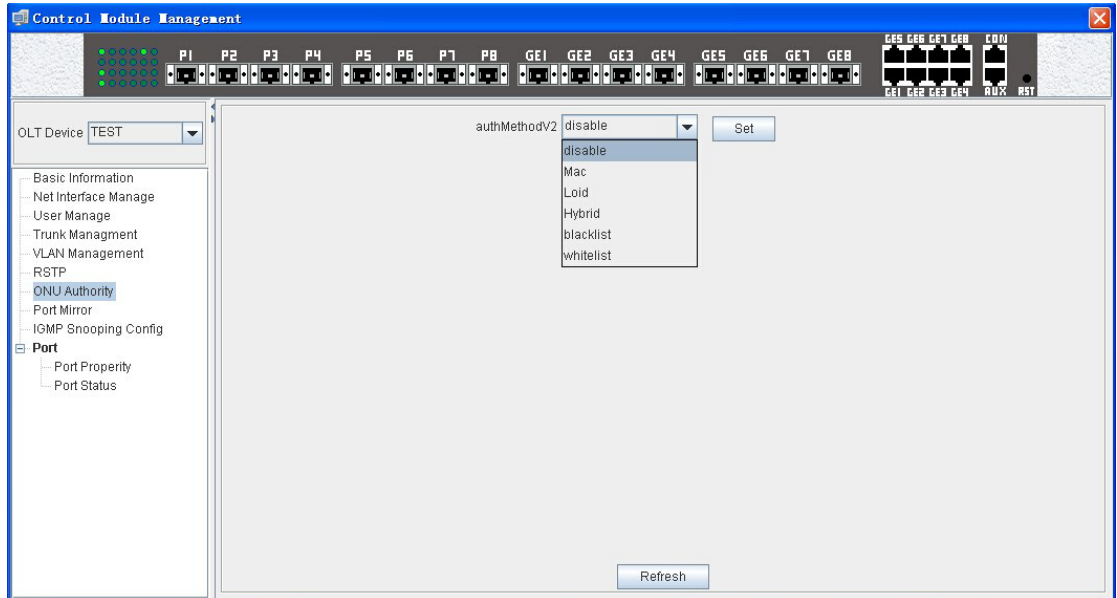 Control Module Management
P1 P2 P3 P4 P5 P6 P7 P8 GE1 GE2 GE3 GE4 GE5 GE6 GE7 GE8
GE5 GE6 GE7 GE8 CON
GE1 GE2 GE3 GE4 AUX RST
OLT Device TEST
Basic Information
Net Interface Manage
User Manage
Trunk Managment
VLAN Management
RSTP
ONU Authority
Port Mirror
IGMP Snooping Config
Port
Port Properity
Port Status
authMethodV2 disable Set
disable
Mac
Loid
Hybrid
blacklist
whitelist
Refresh